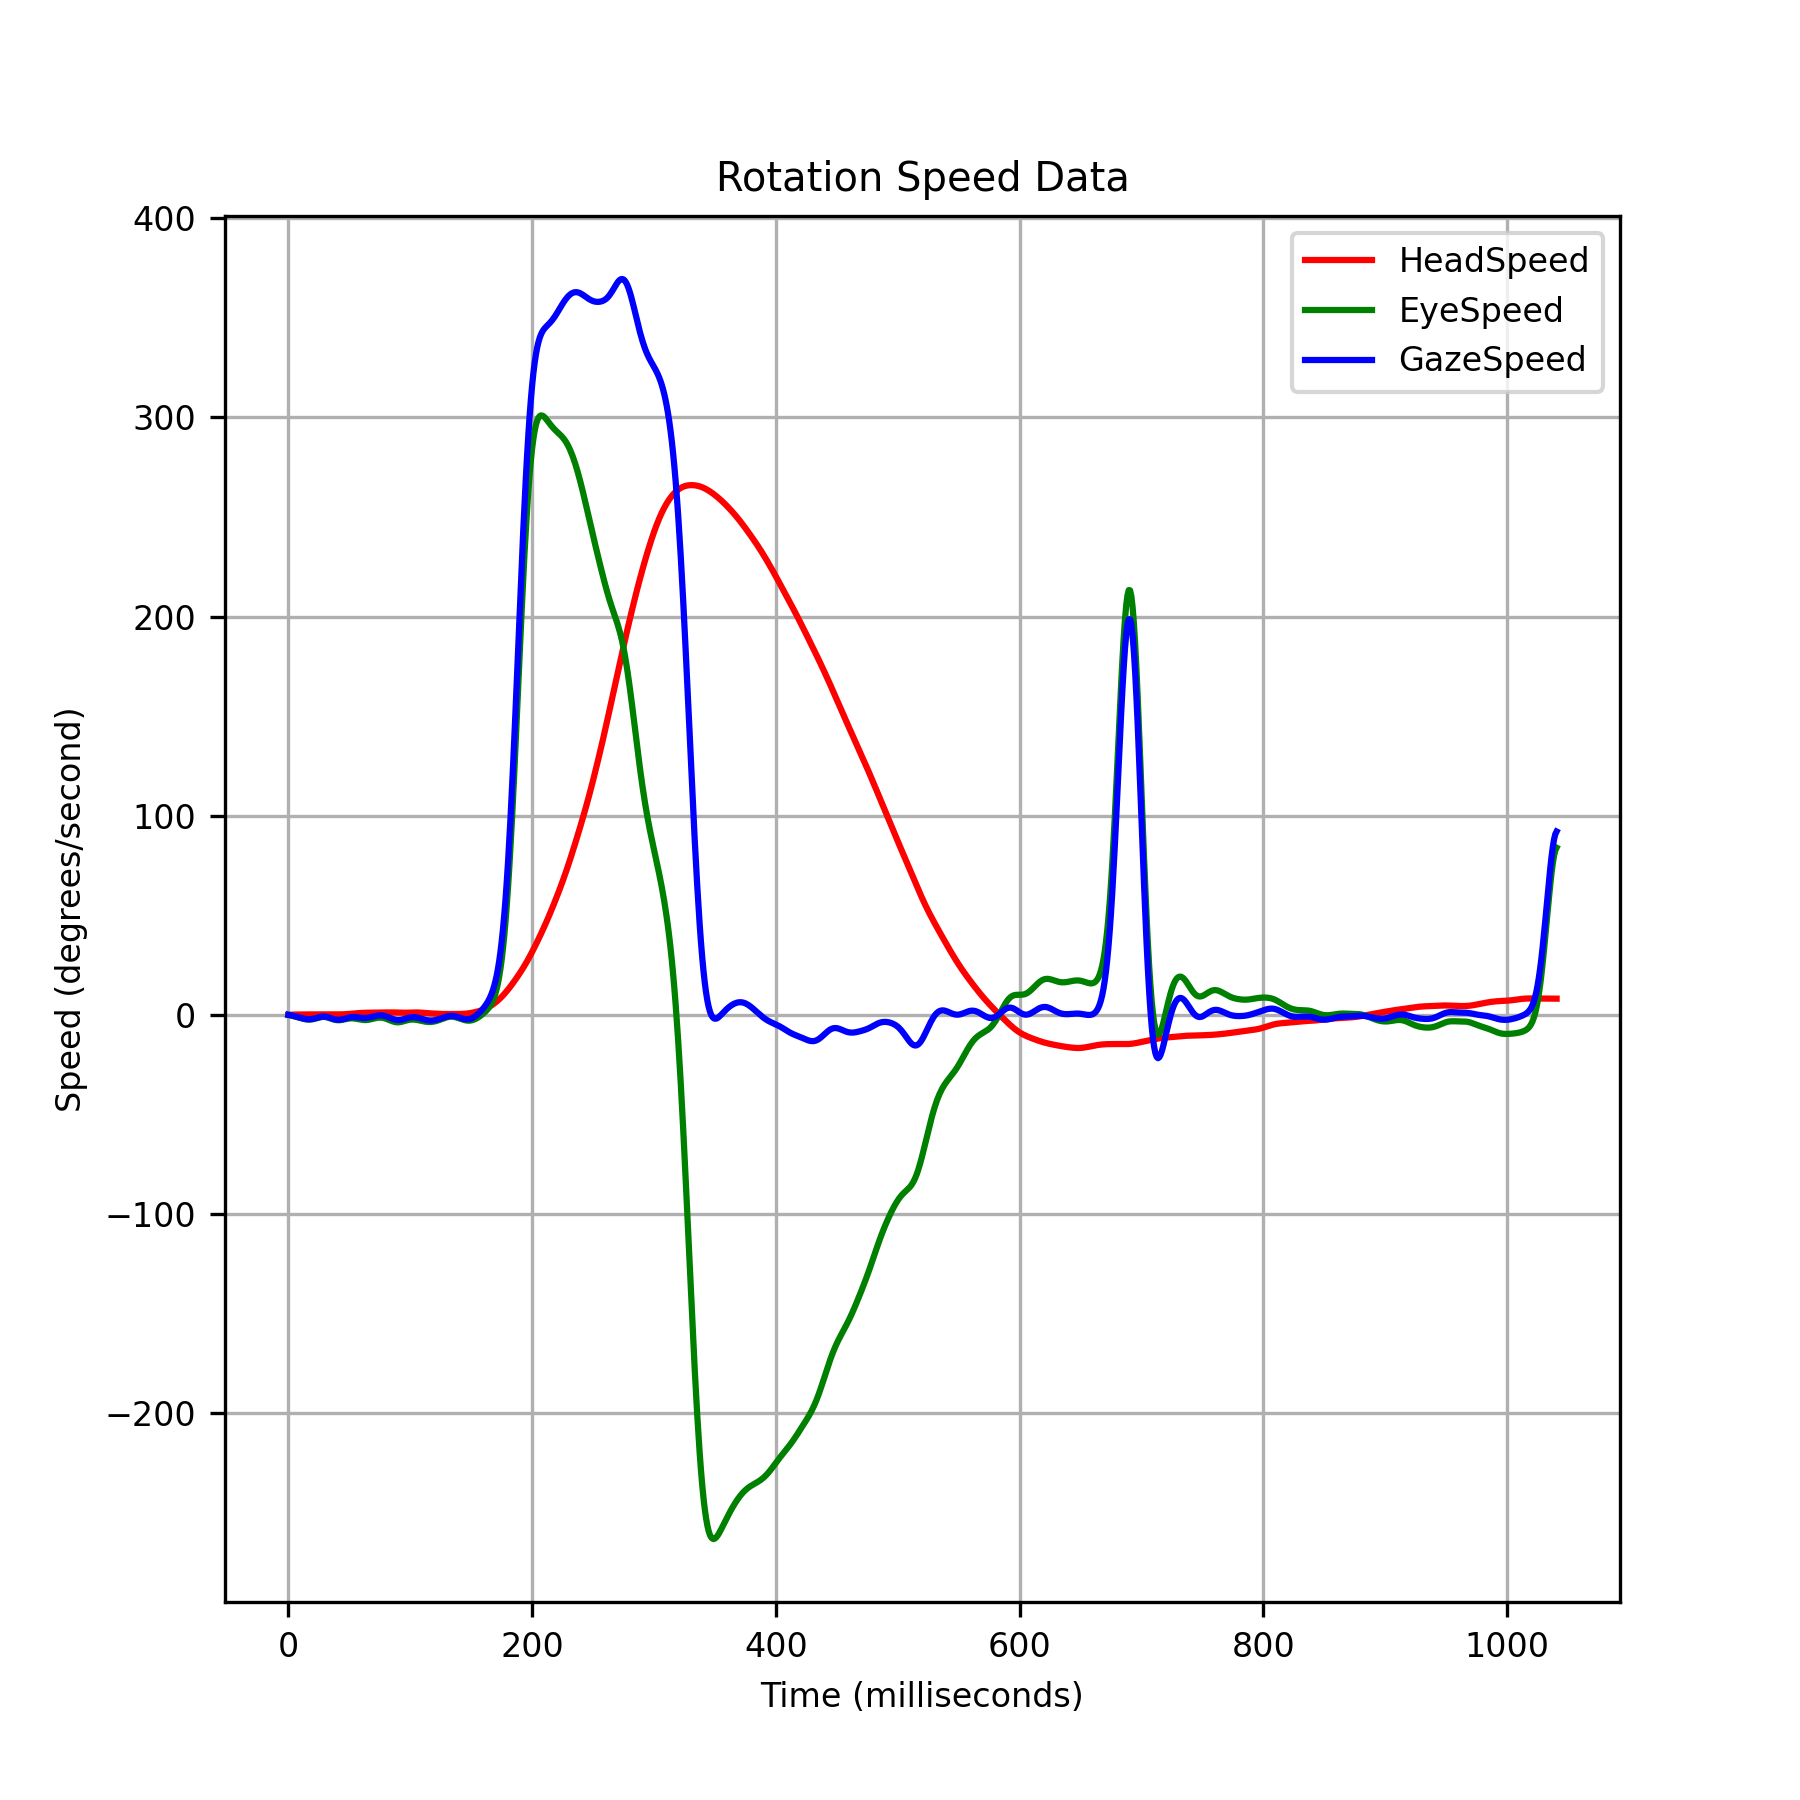 Rotation Speed Data
400
300
200
100
0
−100
−200
Speed (degrees/second)
HeadSpeed
EyeSpeed
GazeSpeed
0 200 400 600 800 1000
Time (milliseconds)